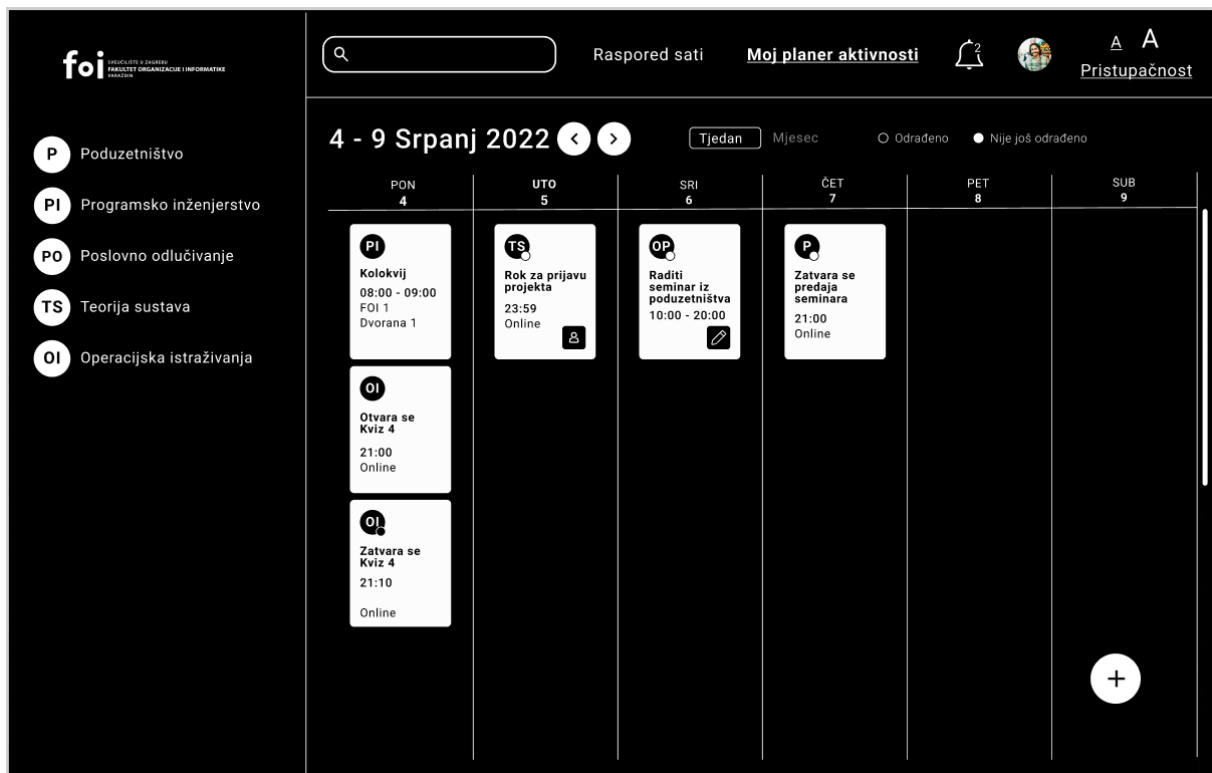 foi SVEUČILIŠTE U ZAGREBU
FAKULTET ORGANIZACIJE I INFORMATIKE
VARAŽDIN
Raspored sati
Moj planer aktivnosti
2
A A
Pristupačnost
P Poduzetništvo
PI Programsko inženjerstvo
PO Poslovno odlučivanje
TS Teorija sustava
OI Operacijska istraživanja
4 - 9 Srpanj 2022
Tjedan
Mjesec
Odrađeno
Nije još odrađeno
PON
4
UTO
5
SRI
6
ČET
7
PET
8
SUB
9
PI
Kolokvij
08:00 - 09:00
FOI 1
Dvorana 1
OI
Otvara se
Kviz 4
21:00
Online
OI
Zatvara se
Kviz 4
21:10
Online
TS
Rok za prijavu
projekta
23:59
Online
OP
Raditi
seminar iz
poduzetništva
10:00 - 20:00
P
Zatvara se
predaja
seminara
21:00
Online